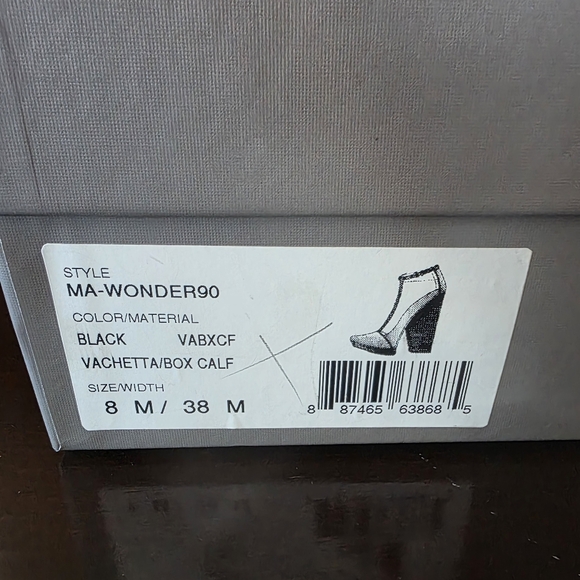 STYLE
MA-WONDER90
COLOR/MATERIAL
BLACK VABXCF
VACHETTA/BOX CALF
SIZE/WIDTH
8 M / 38 M
8 87465 63868 5